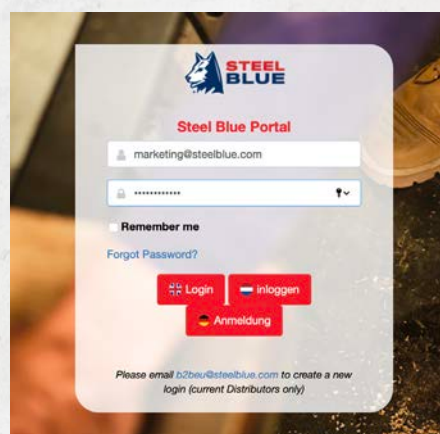 STEEL
BLUE
Steel Blue Portal
marketing@steelblue.com
••••••••••••
Remember me
Forgot Password?
Login
inloggen
Anmeldung
Please email b2beu@steelblue.com to create a new
login (current Distributors only)